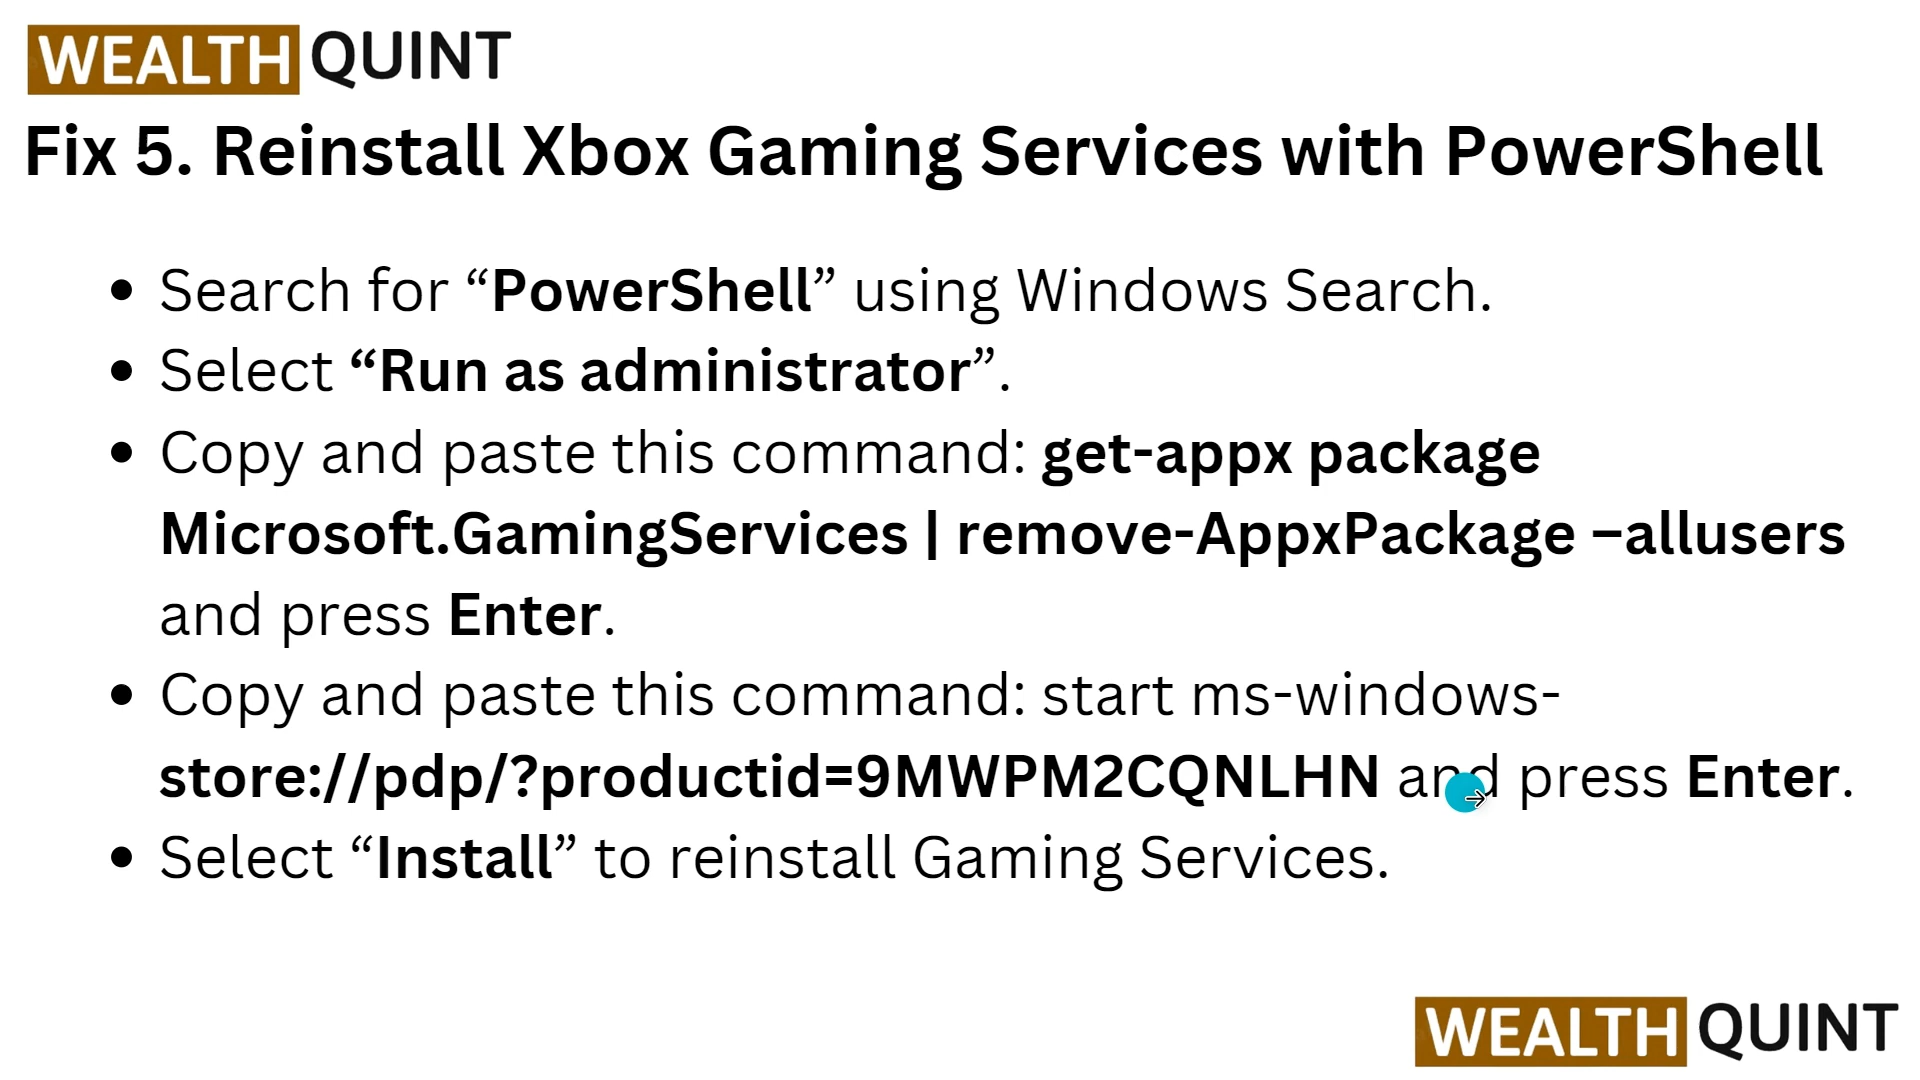 WEALTH QUINT
Fix 5. Reinstall Xbox Gaming Services with PowerShell
• Search for “PowerShell” using Windows Search.
• Select “Run as administrator”.
• Copy and paste this command: get-appx package
Microsoft.GamingServices | remove-AppxPackage –allusers
and press Enter.
• Copy and paste this command: start ms-windows-
store://pdp/?productid=9MWPM2CQNLHN and press Enter.
• Select “Install” to reinstall Gaming Services.
WEALTH QUINT